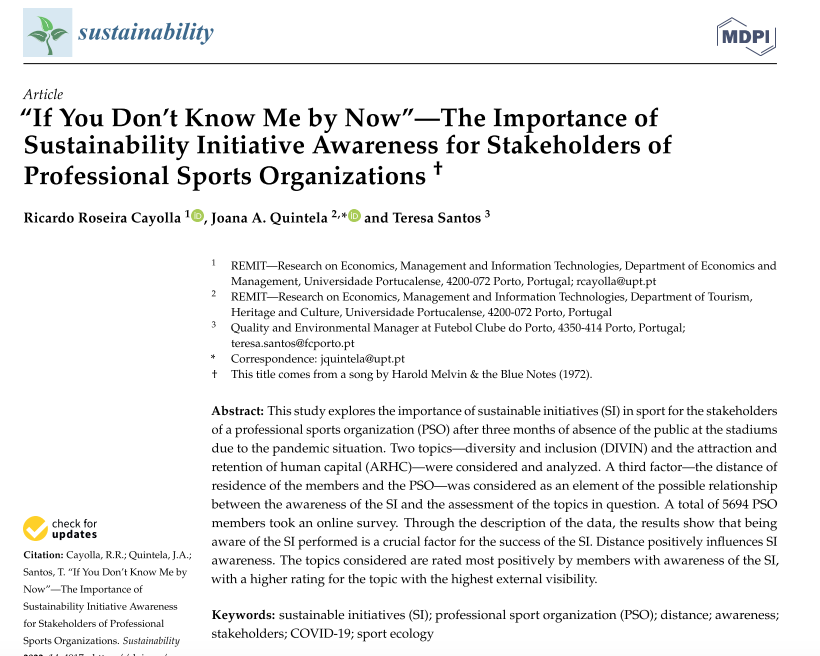 sustainability
MDPI
Article
“If You Don’t Know Me by Now”—The Importance of
Sustainability Initiative Awareness for Stakeholders of
Professional Sports Organizations †
Ricardo Roseira Cayolla 1, Joana A. Quintela 2,* and Teresa Santos 3
1 REMIT—Research on Economics, Management and Information Technologies, Department of Economics and
Management, Universidade Portucalense, 4200-072 Porto, Portugal; rcayolla@upt.pt
2 REMIT—Research on Economics, Management and Information Technologies, Department of Tourism,
Heritage and Culture, Universidade Portucalense, 4200-072 Porto, Portugal
3 Quality and Environmental Manager at Futebol Clube do Porto, 4350-414 Porto, Portugal;
teresa.santos@fcporto.pt
* Correspondence: jquintela@upt.pt
† This title comes from a song by Harold Melvin & the Blue Notes (1972).
Abstract: This study explores the importance of sustainable initiatives (SI) in sport for the stakeholders
of a professional sports organization (PSO) after three months of absence of the public at the stadiums
due to the pandemic situation. Two topics—diversity and inclusion (DIVIN) and the attraction and
retention of human capital (ARHC)—were considered and analyzed. A third factor—the distance of
residence of the members and the PSO—was considered as an element of the possible relationship
between the awareness of the SI and the assessment of the topics in question. A total of 5694 PSO
members took an online survey. Through the description of the data, the results show that being
aware of the SI performed is a crucial factor for the success of the SI. Distance positively influences SI
awareness. The topics considered are rated most positively by members with awareness of the SI,
with a higher rating for the topic with the highest external visibility.
Keywords: sustainable initiatives (SI); professional sport organization (PSO); distance; awareness;
stakeholders; COVID-19; sport ecology
check for
updates
Citation: Cayolla, R.R.; Quintela, J.A.;
Santos, T. “If You Don’t Know Me by
Now”—The Importance of
Sustainability Initiative Awareness
for Stakeholders of Professional
Sports Organizations. Sustainability